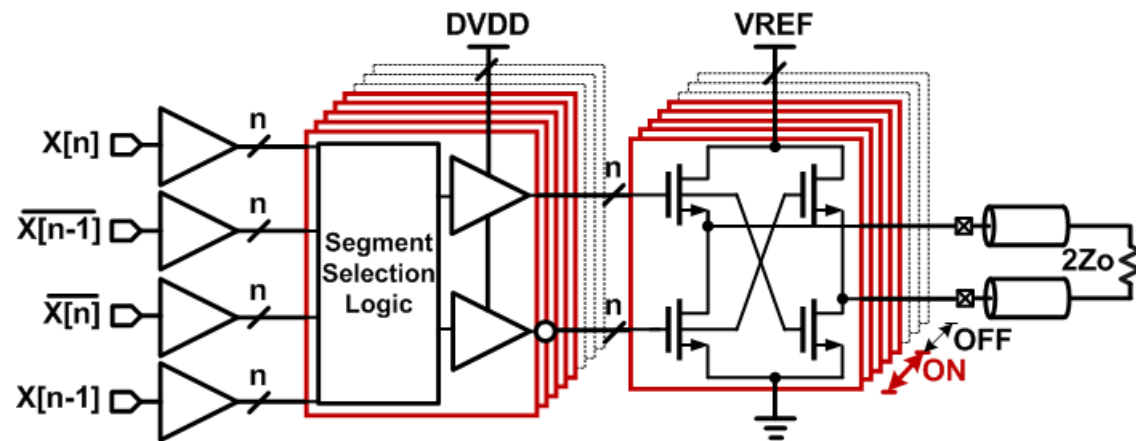 DVDD
VREF
X[n]
n
n
X[n-1]
n
Segment
Selection
Logic
2Zo
X[n]
n
n
OFF
ON
X[n-1]
n